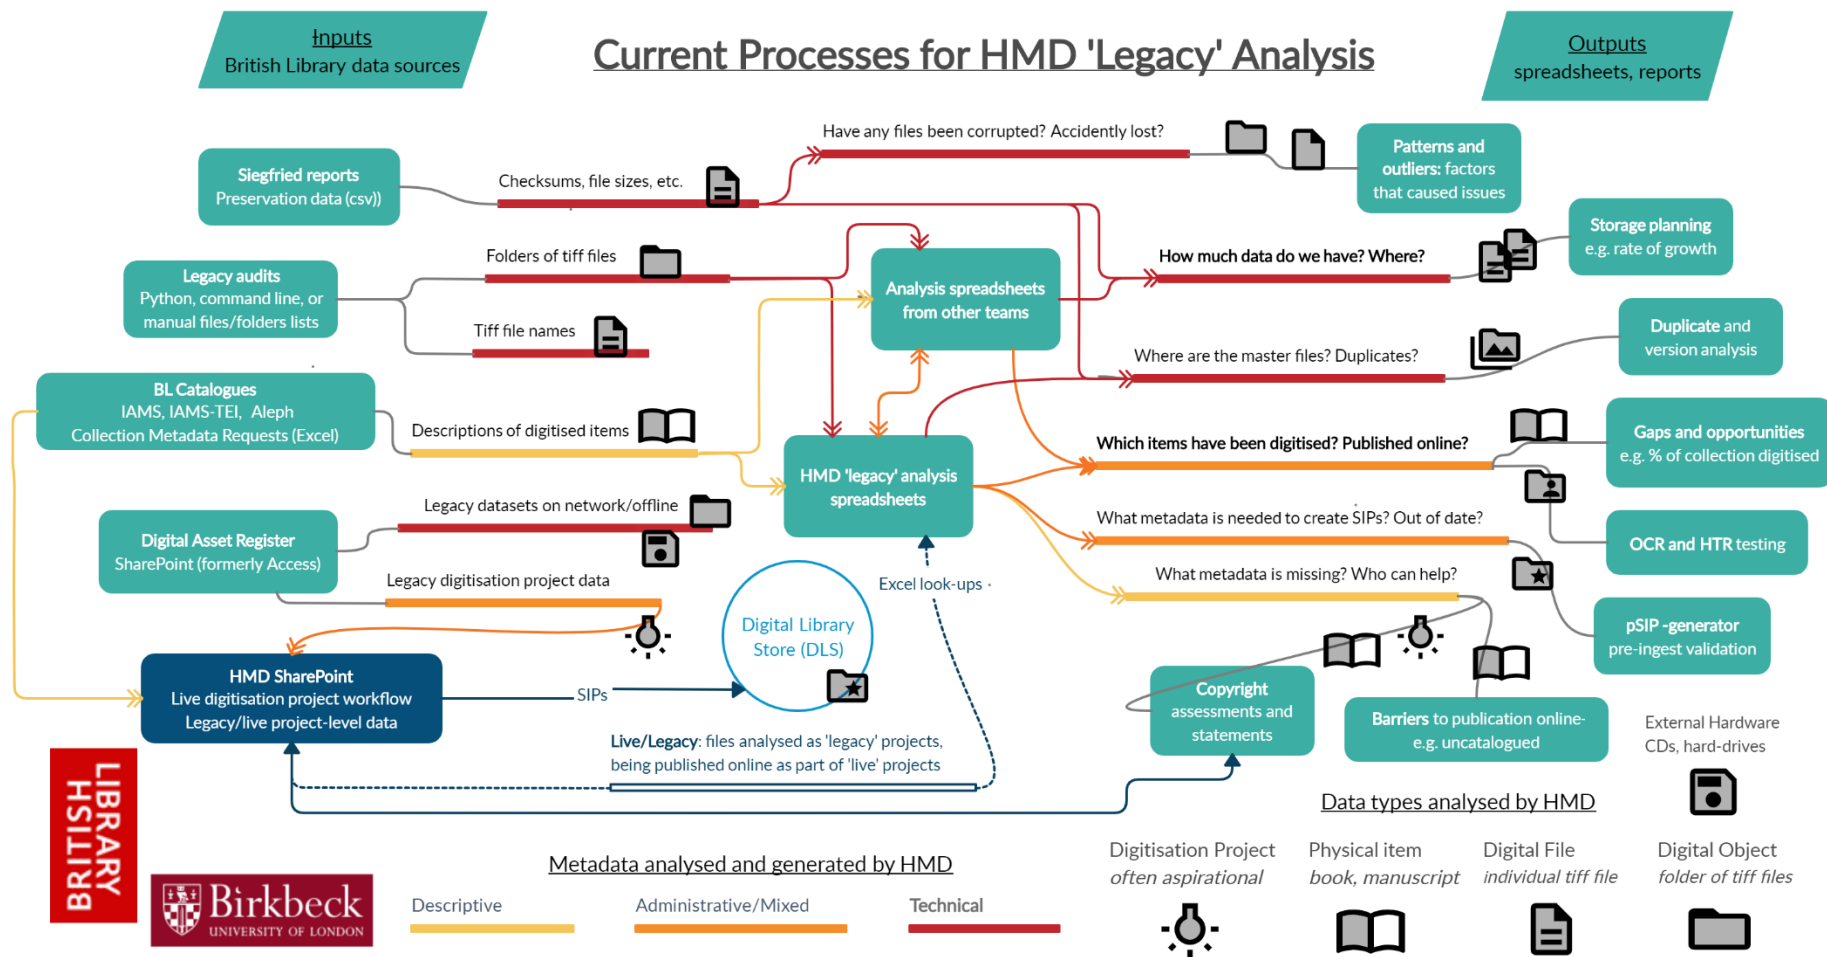 Inputs
British Library data sources
Current Processes for HMD 'Legacy' Analysis
Outputs
spreadsheets, reports
Have any files been corrupted? Accidently lost?
Patterns and
outliers: factors
that caused issues
Siegfried reports
Preservation data (csv))
Checksums, file sizes, etc.
Storage planning
e.g. rate of growth
Folders of tiff files
How much data do we have? Where?
Legacy audits
Python, command line, or
manual files/folders lists
Analysis spreadsheets
from other teams
Tiff file names
Where are the master files? Duplicates?
Duplicate and
version analysis
BL Catalogues
IAMS, IAMS-TEI, Aleph
Collection Metadata Requests (Excel)
Descriptions of digitised items
Which items have been digitised? Published online?
Gaps and opportunities
e.g. % of collection digitised
HMD 'legacy' analysis
spreadsheets
Legacy datasets on network/offline
What metadata is needed to create SIPs? Out of date?
Digital Asset Register
SharePoint (formerly Access)
OCR and HTR testing
Legacy digitisation project data
Excel look-ups
What metadata is missing? Who can help?
Digital Library
Store (DLS)
pSIP -generator
pre-ingest validation
HMD SharePoint
Live digitisation project workflow
Legacy/live project-level data
SIPs
Copyright
assessments and
statements
Barriers to publication online-
e.g. uncatalogued
External Hardware
CDs, hard-drives
Live/Legacy: files analysed as 'legacy' projects,
being published online as part of 'live' projects
LIBRARY
BRITISH
Data types analysed by HMD
Metadata analysed and generated by HMD
Digitisation Project
often aspirational
Physical item
book, manuscript
Digital File
individual tiff file
Digital Object
folder of tiff files
Birkbeck
UNIVERSITY OF LONDON
Descriptive
Administrative/Mixed
Technical